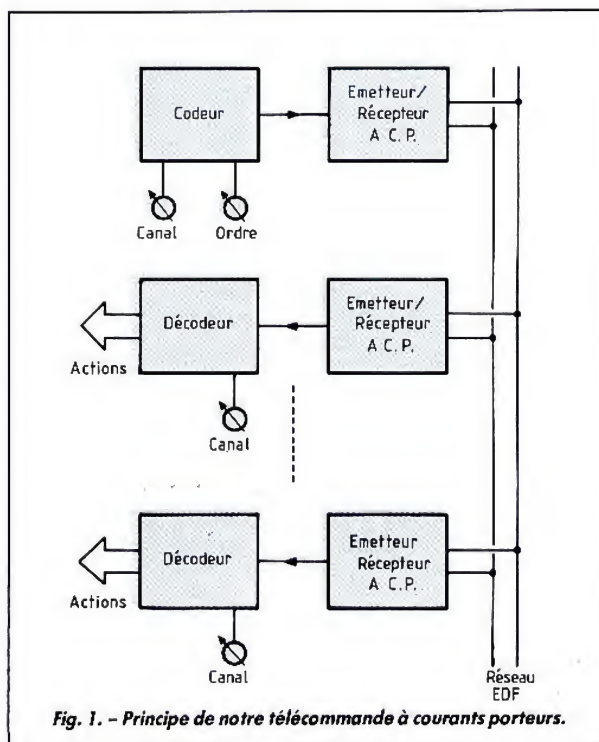 Codeur
Emetteur/
Récepteur
A C.P.
Canal
Ordre
Décodeur
Emetteur/
Récepteur
A C.P.
Actions
Canal
Décodeur
Emetteur
Récepteur
A C.P.
Actions
Canal
Réseau
EDF
Fig. 1. – Principe de notre télécommande à courants porteurs.